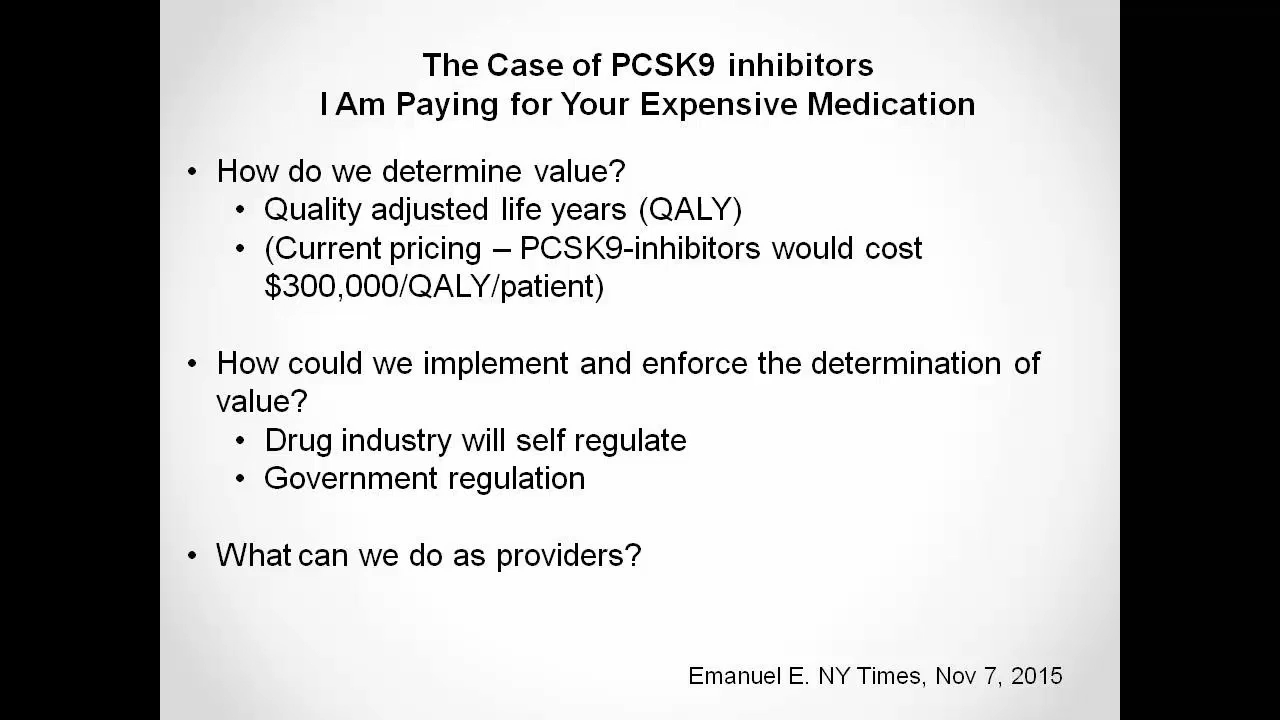 The Case of PCSK9 inhibitors
I Am Paying for Your Expensive Medication
• How do we determine value?
• Quality adjusted life years (QALY)
• (Current pricing – PCSK9-inhibitors would cost
$300,000/QALY/patient)
• How could we implement and enforce the determination of
value?
• Drug industry will self regulate
• Government regulation
• What can we do as providers?
Emanuel E. NY Times, Nov 7, 2015